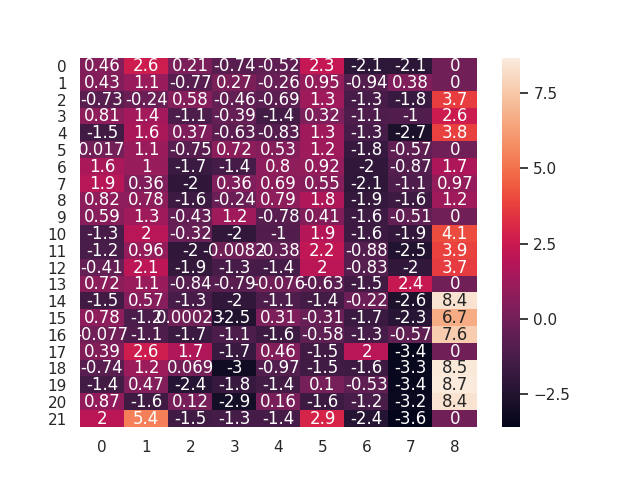 0 0.46 2.6 0.21 -0.74 -0.52 2.3 -2.1 -2.1 0
1 0.43 1.1 -0.77 0.27 -0.26 0.95 -0.94 0.38 0
2 -0.73 -0.24 0.58 -0.46 -0.69 1.3 -1.3 -1.8 3.7
3 0.81 1.4 -1.1 -0.39 -1.4 0.32 -1.1 -1 2.6
4 -1.5 1.6 0.37 -0.63 -0.83 1.3 -1.3 -2.7 3.8
5 0.017 1.1 -0.75 0.72 0.53 1.2 -1.8 -0.57 0
6 1.6 1 -1.7 -1.4 0.8 0.92 -2 -0.87 1.7
7 1.9 0.36 -2 0.36 0.69 0.55 -2.1 -1.1 0.97
8 0.82 0.78 -1.6 -0.24 0.79 1.8 -1.9 -1.6 1.2
9 0.59 1.3 -0.43 1.2 -0.78 0.41 -1.6 -0.51 0
10 -1.3 2 -0.32 -2 -1 1.9 -1.6 -1.9 4.1
11 -1.2 0.96 -2 -0.0082 0.38 2.2 -0.88 -2.5 3.9
12 -0.41 2.1 -1.9 -1.3 -1.4 2 -0.83 -2 3.7
13 0.72 1.1 -0.84 -0.79 -0.076 -0.63 -1.5 2.4 0
14 -1.5 0.57 -1.3 -2 -1.1 -1.4 -0.22 -2.6 8.4
15 0.78 -1.2 -2.5 0.31 -0.31 -1.7 -2.3 6.7
16 -0.077 -1.1 -1.7 -1.1 -1.6 -0.58 -1.3 -0.57 7.6
17 0.39 2.6 1.7 -1.7 0.46 -1.5 2 -3.4 0
18 -0.74 1.2 0.069 -3 -0.97 -1.5 -1.6 -3.3 8.5
19 -1.4 0.47 -2.4 -1.8 -1.4 0.1 -0.53 -3.4 8.7
20 0.87 -1.6 0.12 -2.9 0.16 -1.6 -1.2 -3.2 8.4
21 2 5.4 -1.5 -1.3 -1.4 2.9 -2.4 -3.6 0
0 1 2 3 4 5 6 7 8
7.5
5.0
2.5
0.0
−2.5